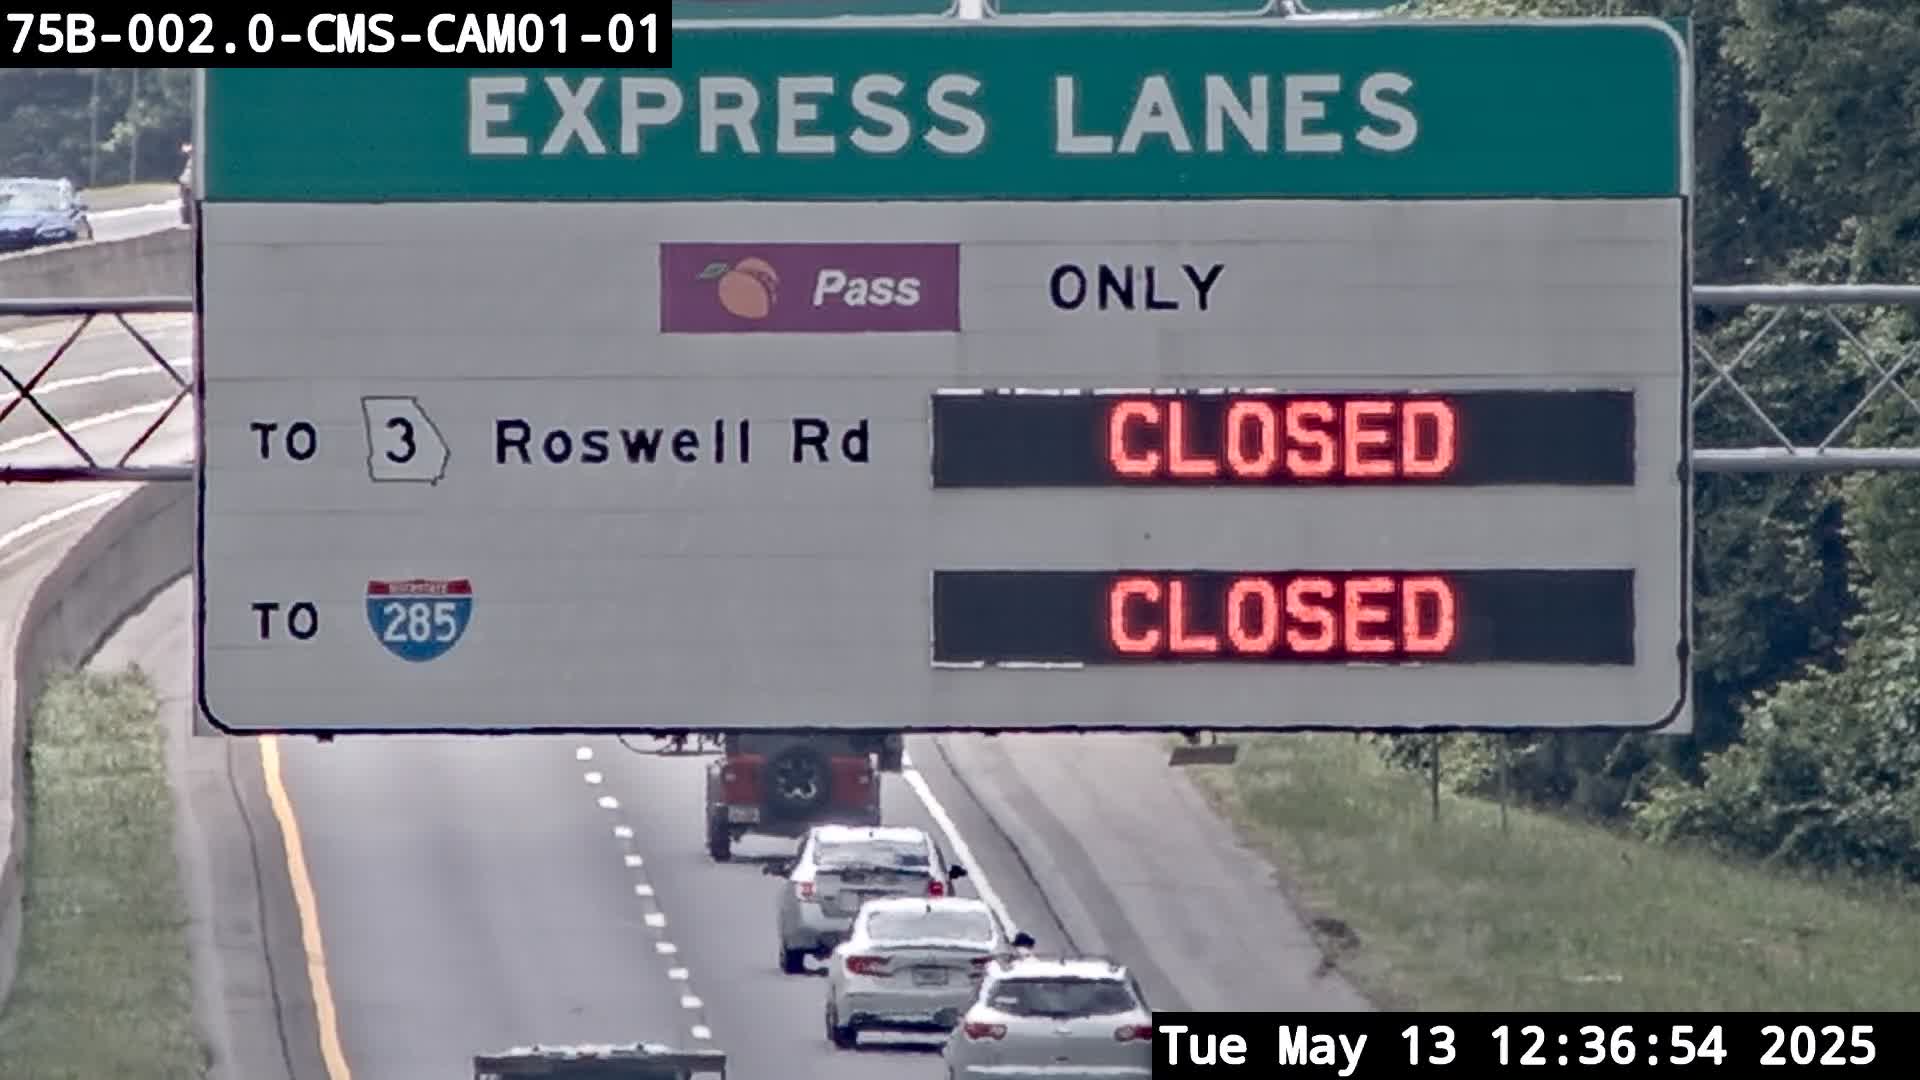 75B-002.0-CMS-CAM01-01
EXPRESS LANES
Pass ONLY
TO 3 Roswell Rd CLOSED
INTERSTATE
TO 285 CLOSED
Tue May 13 12:36:54 2025